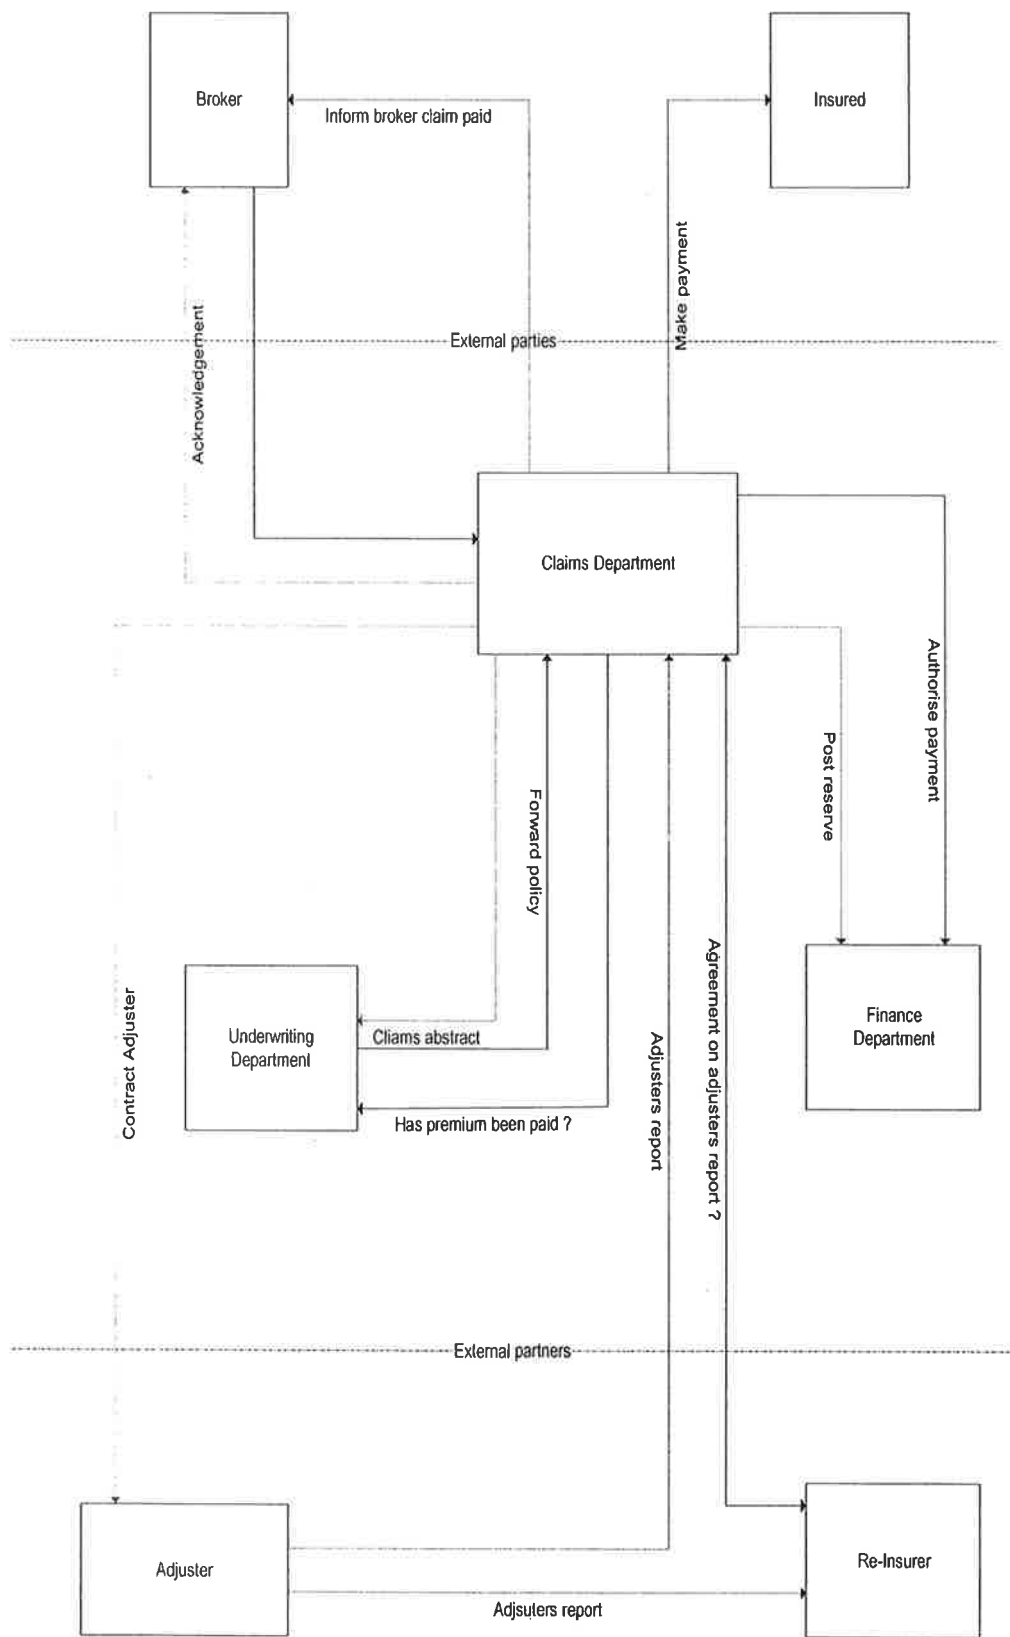 Broker
Insured
Inform broker claim paid
Make payment
Acknowledgement
External parties
Claims Department
Authorise payment
Post reserve
Forward policy
Agreement on adjusters report ?
Contract Adjuster
Underwriting
Department
Cliams abstract
Finance
Department
Adjusters report
Has premium been paid ?
External partners
Adjuster
Re-Insurer
Adjsuters report